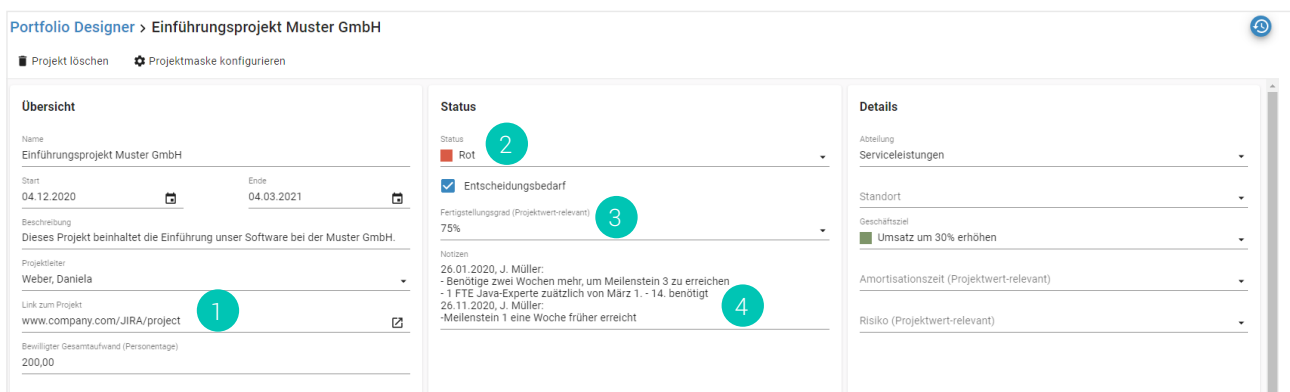 Portfolio Designer > Einführungsprojekt Muster GmbH
Projekt löschen Projektmaske konfigurieren
Übersicht
Name
Einführungsprojekt Muster GmbH
Start Ende
04.12.2020 04.03.2021
Beschreibung
Dieses Projekt beinhaltet die Einführung unser Software bei der Muster GmbH.
Projektleiter
Weber, Daniela
Link zum Projekt
1
www.company.com/JIRA/project
Bewilligter Gesamtaufwand (Personentage)
200,00
Status
Status
2
Rot
Entscheidungsbedarf
Fertigstellungsgrad (Projektwert-relevant)
3
75%
Notizen
26.01.2020, J. Müller:
- Benötige zwei Wochen mehr, um Meilenstein 3 zu erreichen
- 1 FTE Java-Experte zuätzlich von März 1. - 14. benötigt
26.11.2020, J. Müller:
4
-Meilenstein 1 eine Woche früher erreicht
Details
Abteilung
Serviceleistungen
Standort
Geschäftsziel
Umsatz um 30% erhöhen
Amortisationszeit (Projektwert-relevant)
Risiko (Projektwert-relevant)